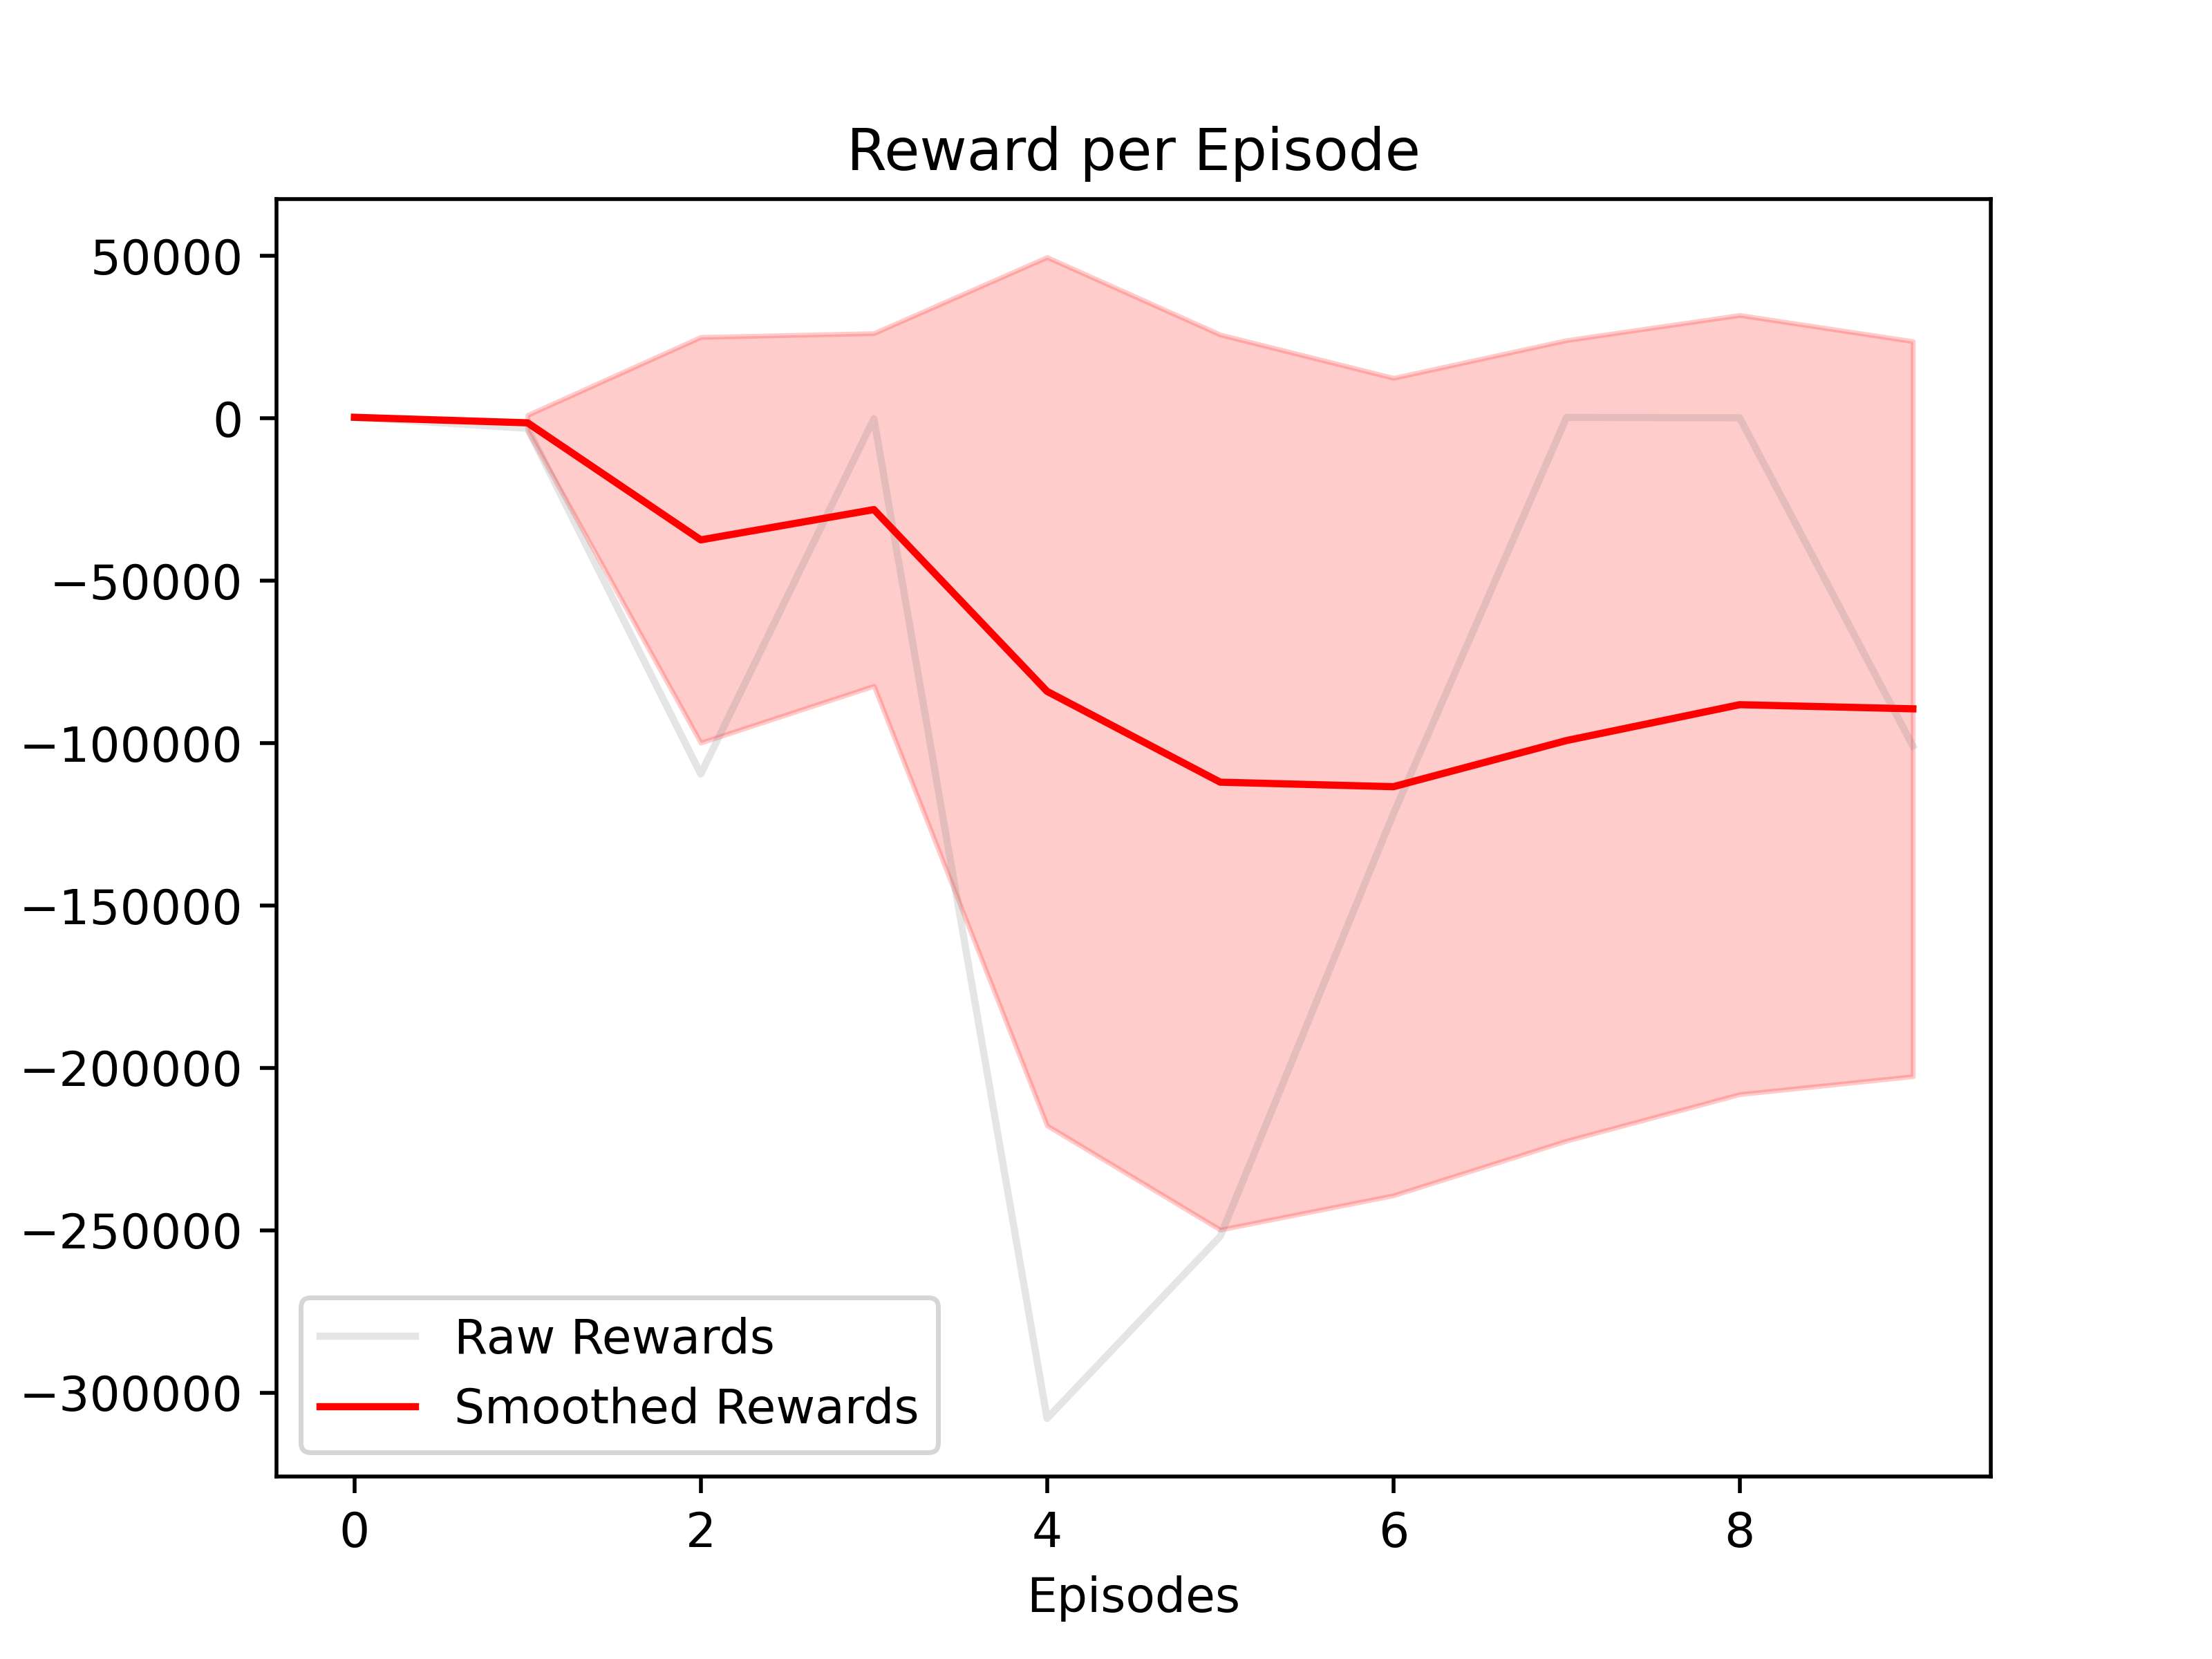 Reward per Episode
50000
0
−50000
−100000
−150000
−200000
−250000
−300000
Raw Rewards
Smoothed Rewards
0 2 4 6 8
Episodes